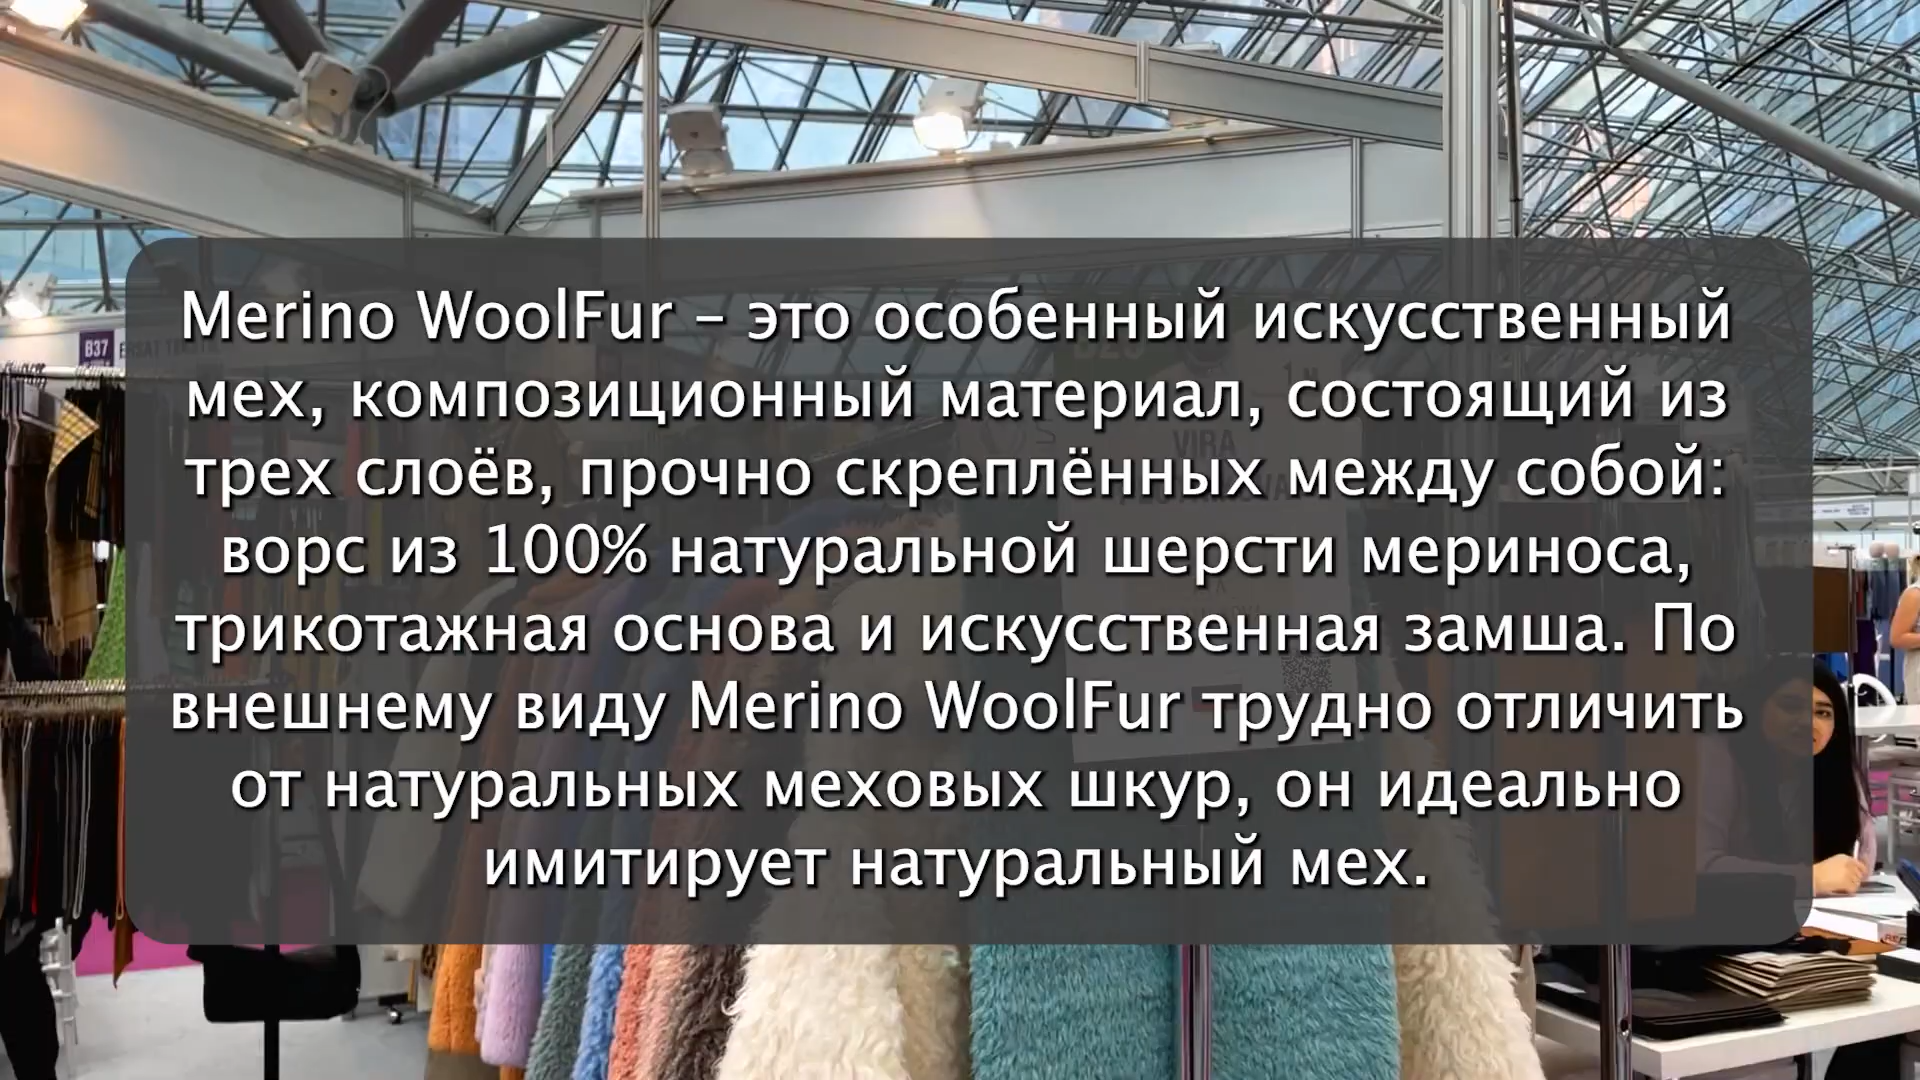 Merino WoolFur – это особенный искусственный
мех, композиционный материал, состоящий из
трех слоёв, прочно скреплённых между собой:
ворс из 100% натуральной шерсти мериноса,
трикотажная основа и искусственная замша. По
внешнему виду Merino WoolFur трудно отличить
от натуральных меховых шкур, он идеально
имитирует натуральный мех.
B37
VIRA